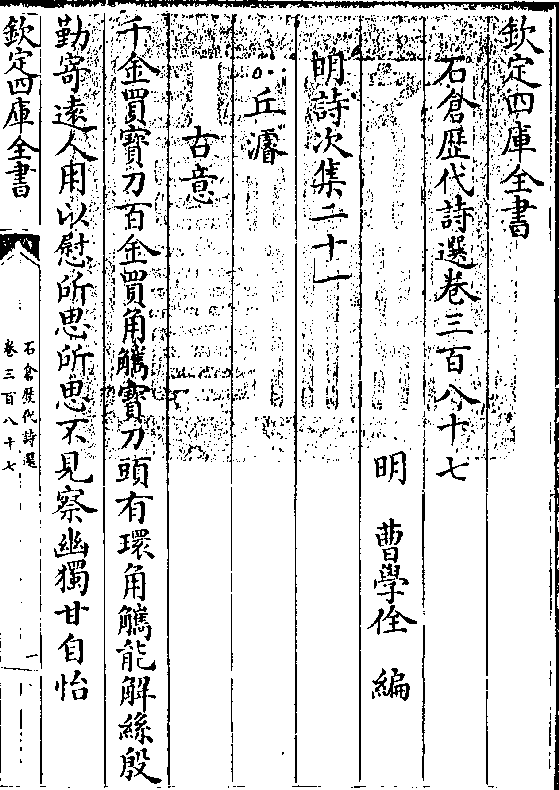 欽定四庫全書
石倉歷代詩選卷三百八十七
明 曹學佺 編
明詩次集二十一
丘濬
古意
千金買寶刀百金買角觿寶刀頭有環角觿能解絲殷
勤寄遠人用以慰所思所思不見察幽獨甘自怡
欽定四庫全書
石倉歷代詩選
卷三百八十七
一